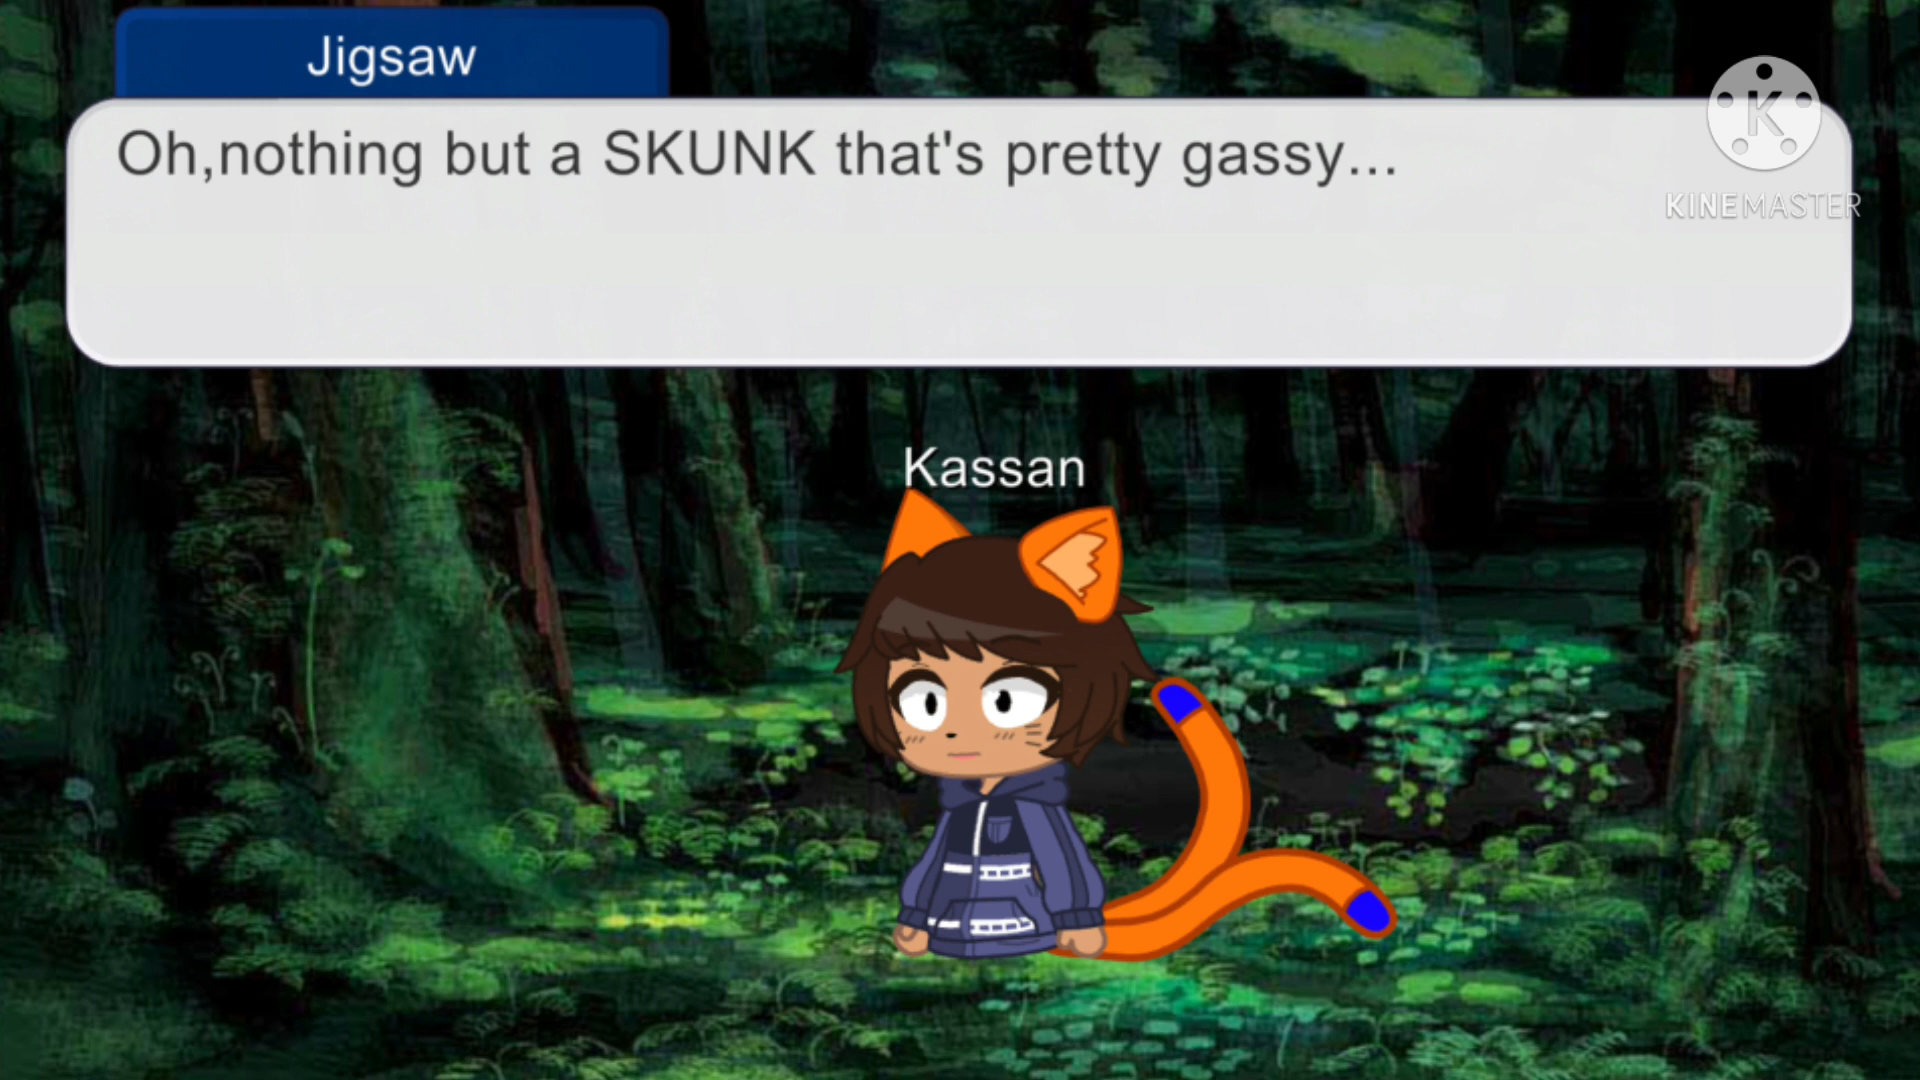 Jigsaw
Oh,nothing but a SKUNK that's pretty gassy...
K
KINEMASTER
Kassan